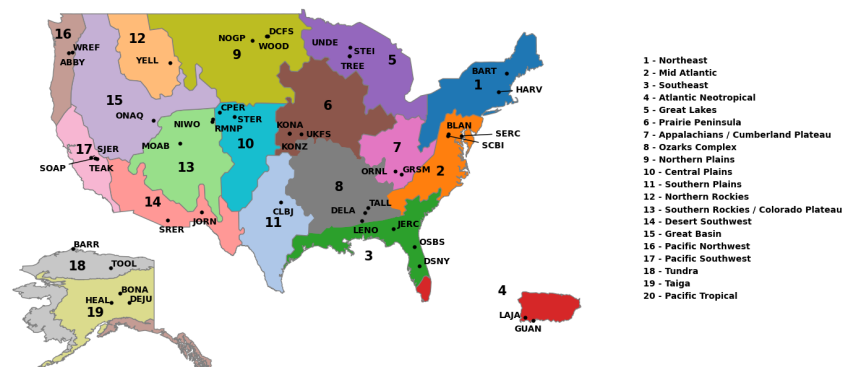 16
WREF
ABBY
12
YELL
NOGP
DCFS
WOOD
9
UNDE
STEI
TREE
5
BART
1
HARV
15
ONAQ
CPER
STER
NIWO
RMNP
10
6
KONA
UKFS
KONZ
BLAN
SERC
SCBI
7
2
ORNL
GRSM
17
SJER
SOAP
TEAK
MOAB
13
14
SRER
JORN
8
11
CLBJ
TALL
DELA
LENO
JERC
OSBS
3
DSNY
BARR
18
TOOL
BONA
HEAL
DEJU
19
4
LAJA
GUAN
1 - Northeast
2 - Mid Atlantic
3 - Southeast
4 - Atlantic Neotropical
5 - Great Lakes
6 - Prairie Peninsula
7 - Appalachians / Cumberland Plateau
8 - Ozarks Complex
9 - Northern Plains
10 - Central Plains
11 - Southern Plains
12 - Northern Rockies
13 - Southern Rockies / Colorado Plateau
14 - Desert Southwest
15 - Great Basin
16 - Pacific Northwest
17 - Pacific Southwest
18 - Tundra
19 - Taiga
20 - Pacific Tropical